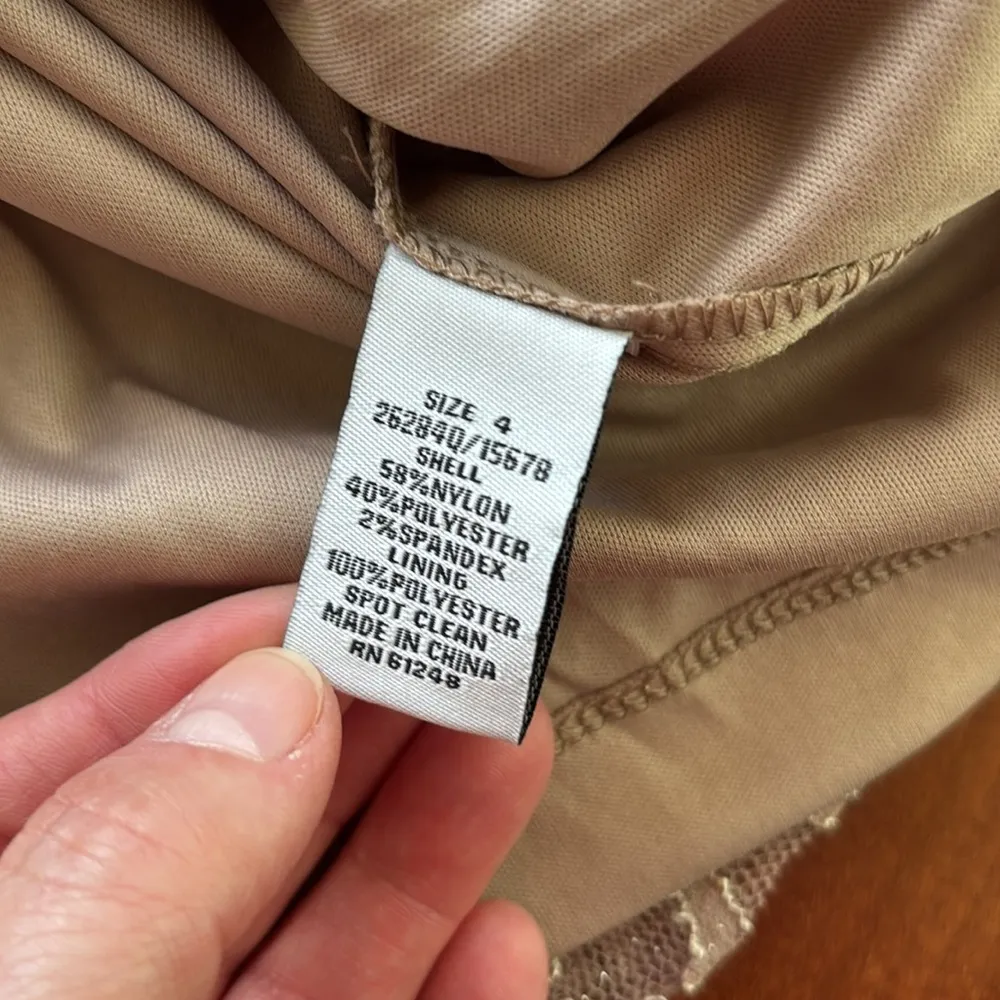 SIZE 4
262840/15678
SHELL
58%NYLON
40%POLYESTER
2%SPANDEX
LINING
100%POLYESTER
SPOT CLEAN
MADE IN CHINA
RN 61248